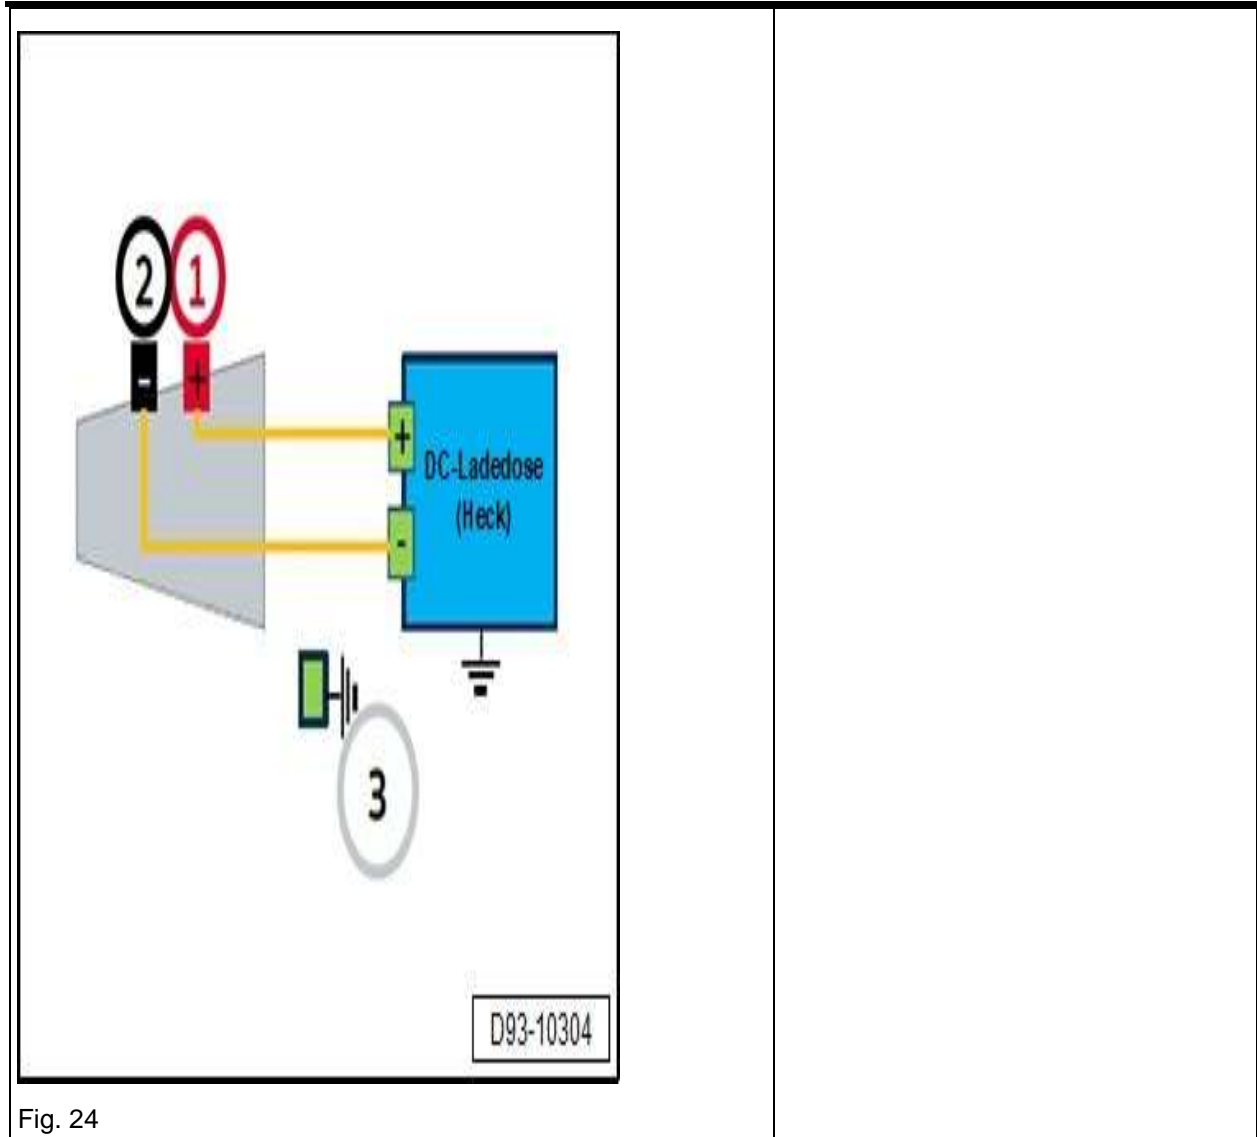 2 1
- +
+
DC-Ladedose
(Heck)
-
3
D93-10304
Fig. 24